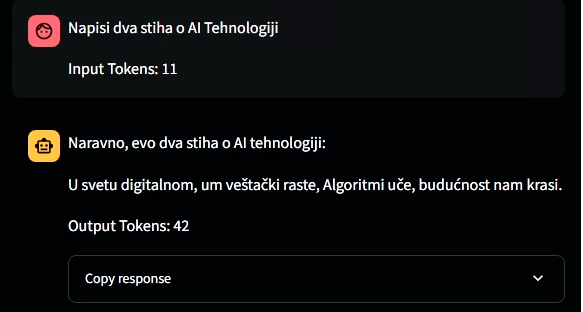 Napisi dva stiha o AI Tehnologiji
Input Tokens: 11
Naravno, evo dva stiha o AI tehnologiji:
U svetu digitalnom, um veštački raste, Algoritmi uče, budućnost nam krasi.
Output Tokens: 42
Copy response